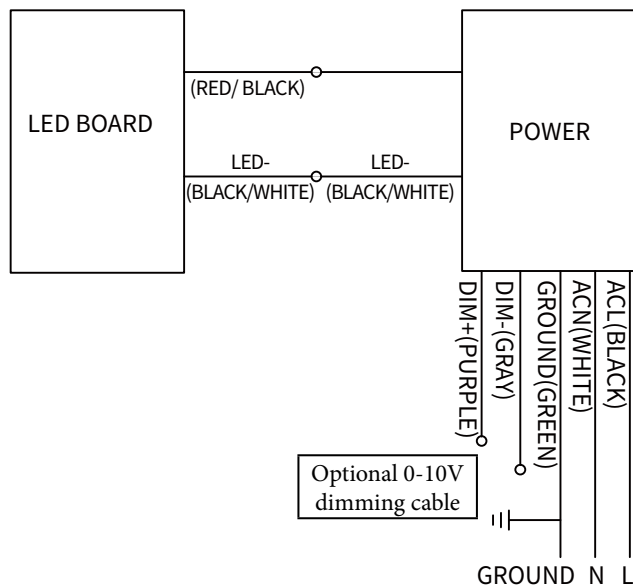 LED BOARD
(RED/ BLACK)
POWER
LED-
LED-
(BLACK/WHITE)
(BLACK/WHITE)
DIM+(PURPLE)
DIM-(GRAY)
GROUND(GREEN)
ACN(WHITE)
ACL(BLACK)
Optional 0-10V
dimming cable
GROUND N L